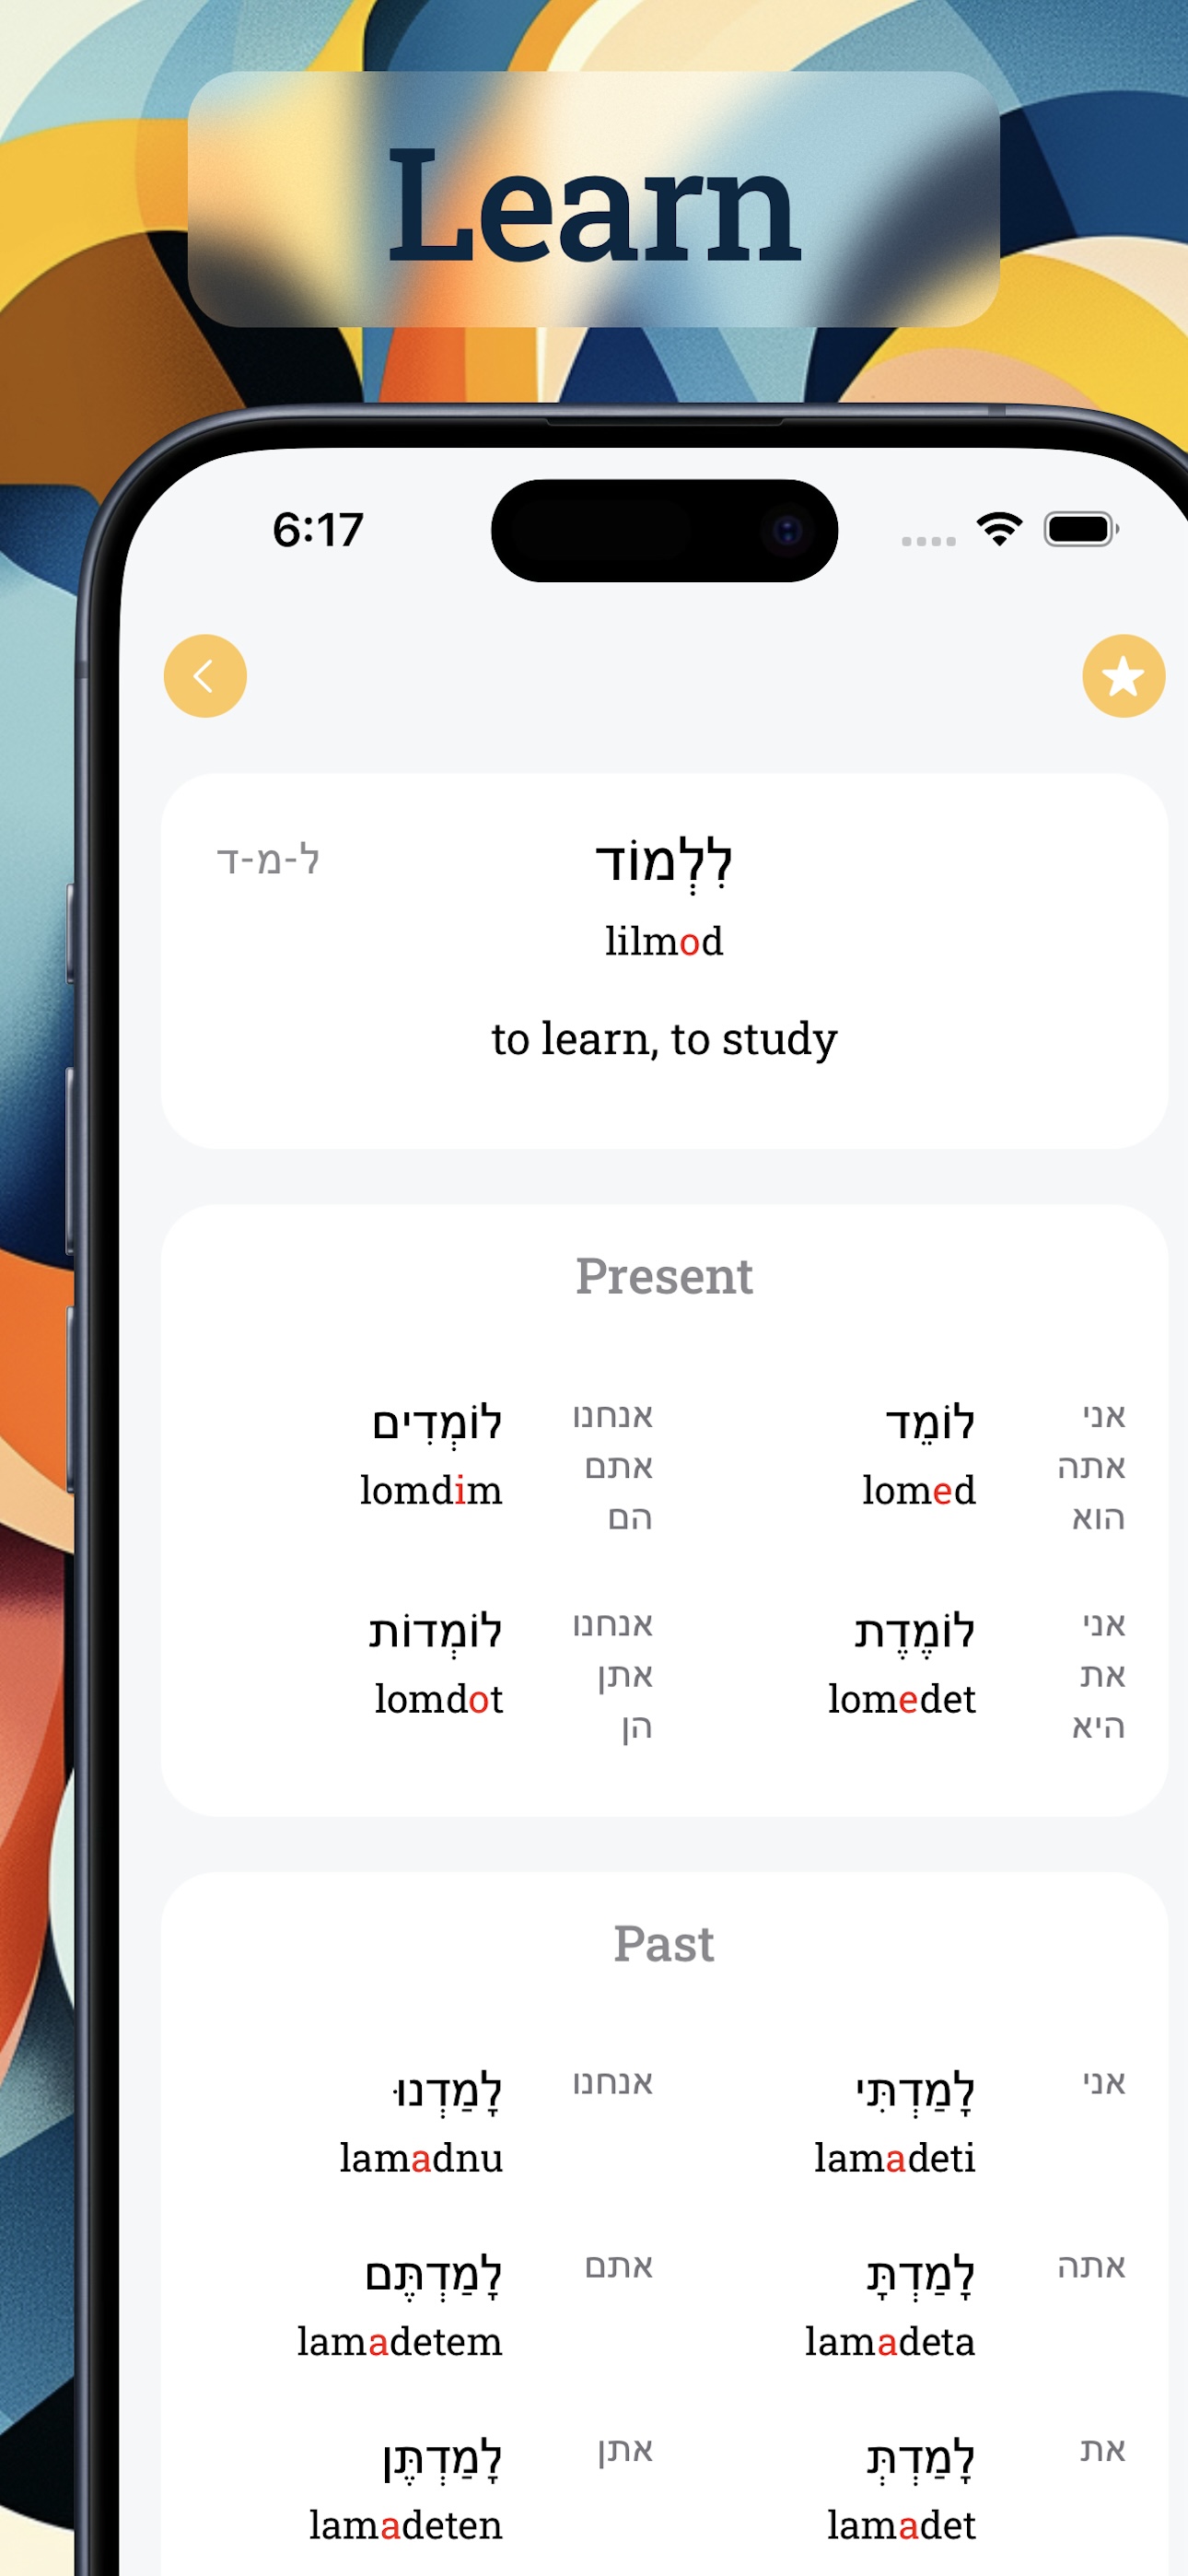 Learn
6:17
ל-מ-ד
לִלְמוֹד
lilmod
to learn, to study
Present
אני
אתה
הוא
לוֹמֵד
lomed
אנחנו
אתם
הם
לוֹמְדִים
lomdim
אני
את
היא
לוֹמֶדֶת
lomedet
אנחנו
אתן
הן
לוֹמְדוֹת
lomdot
Past
אני
לָמַדְתִּי
lamadeti
אנחנו
לָמַדְנוּ
lamadnu
אתה
לָמַדְתָּ
lamadeta
אתם
לָמַדְתֶּם
lamadetem
את
לָמַדְתְּ
lamadet
אתן
לָמַדְתֶּן
lamadeten